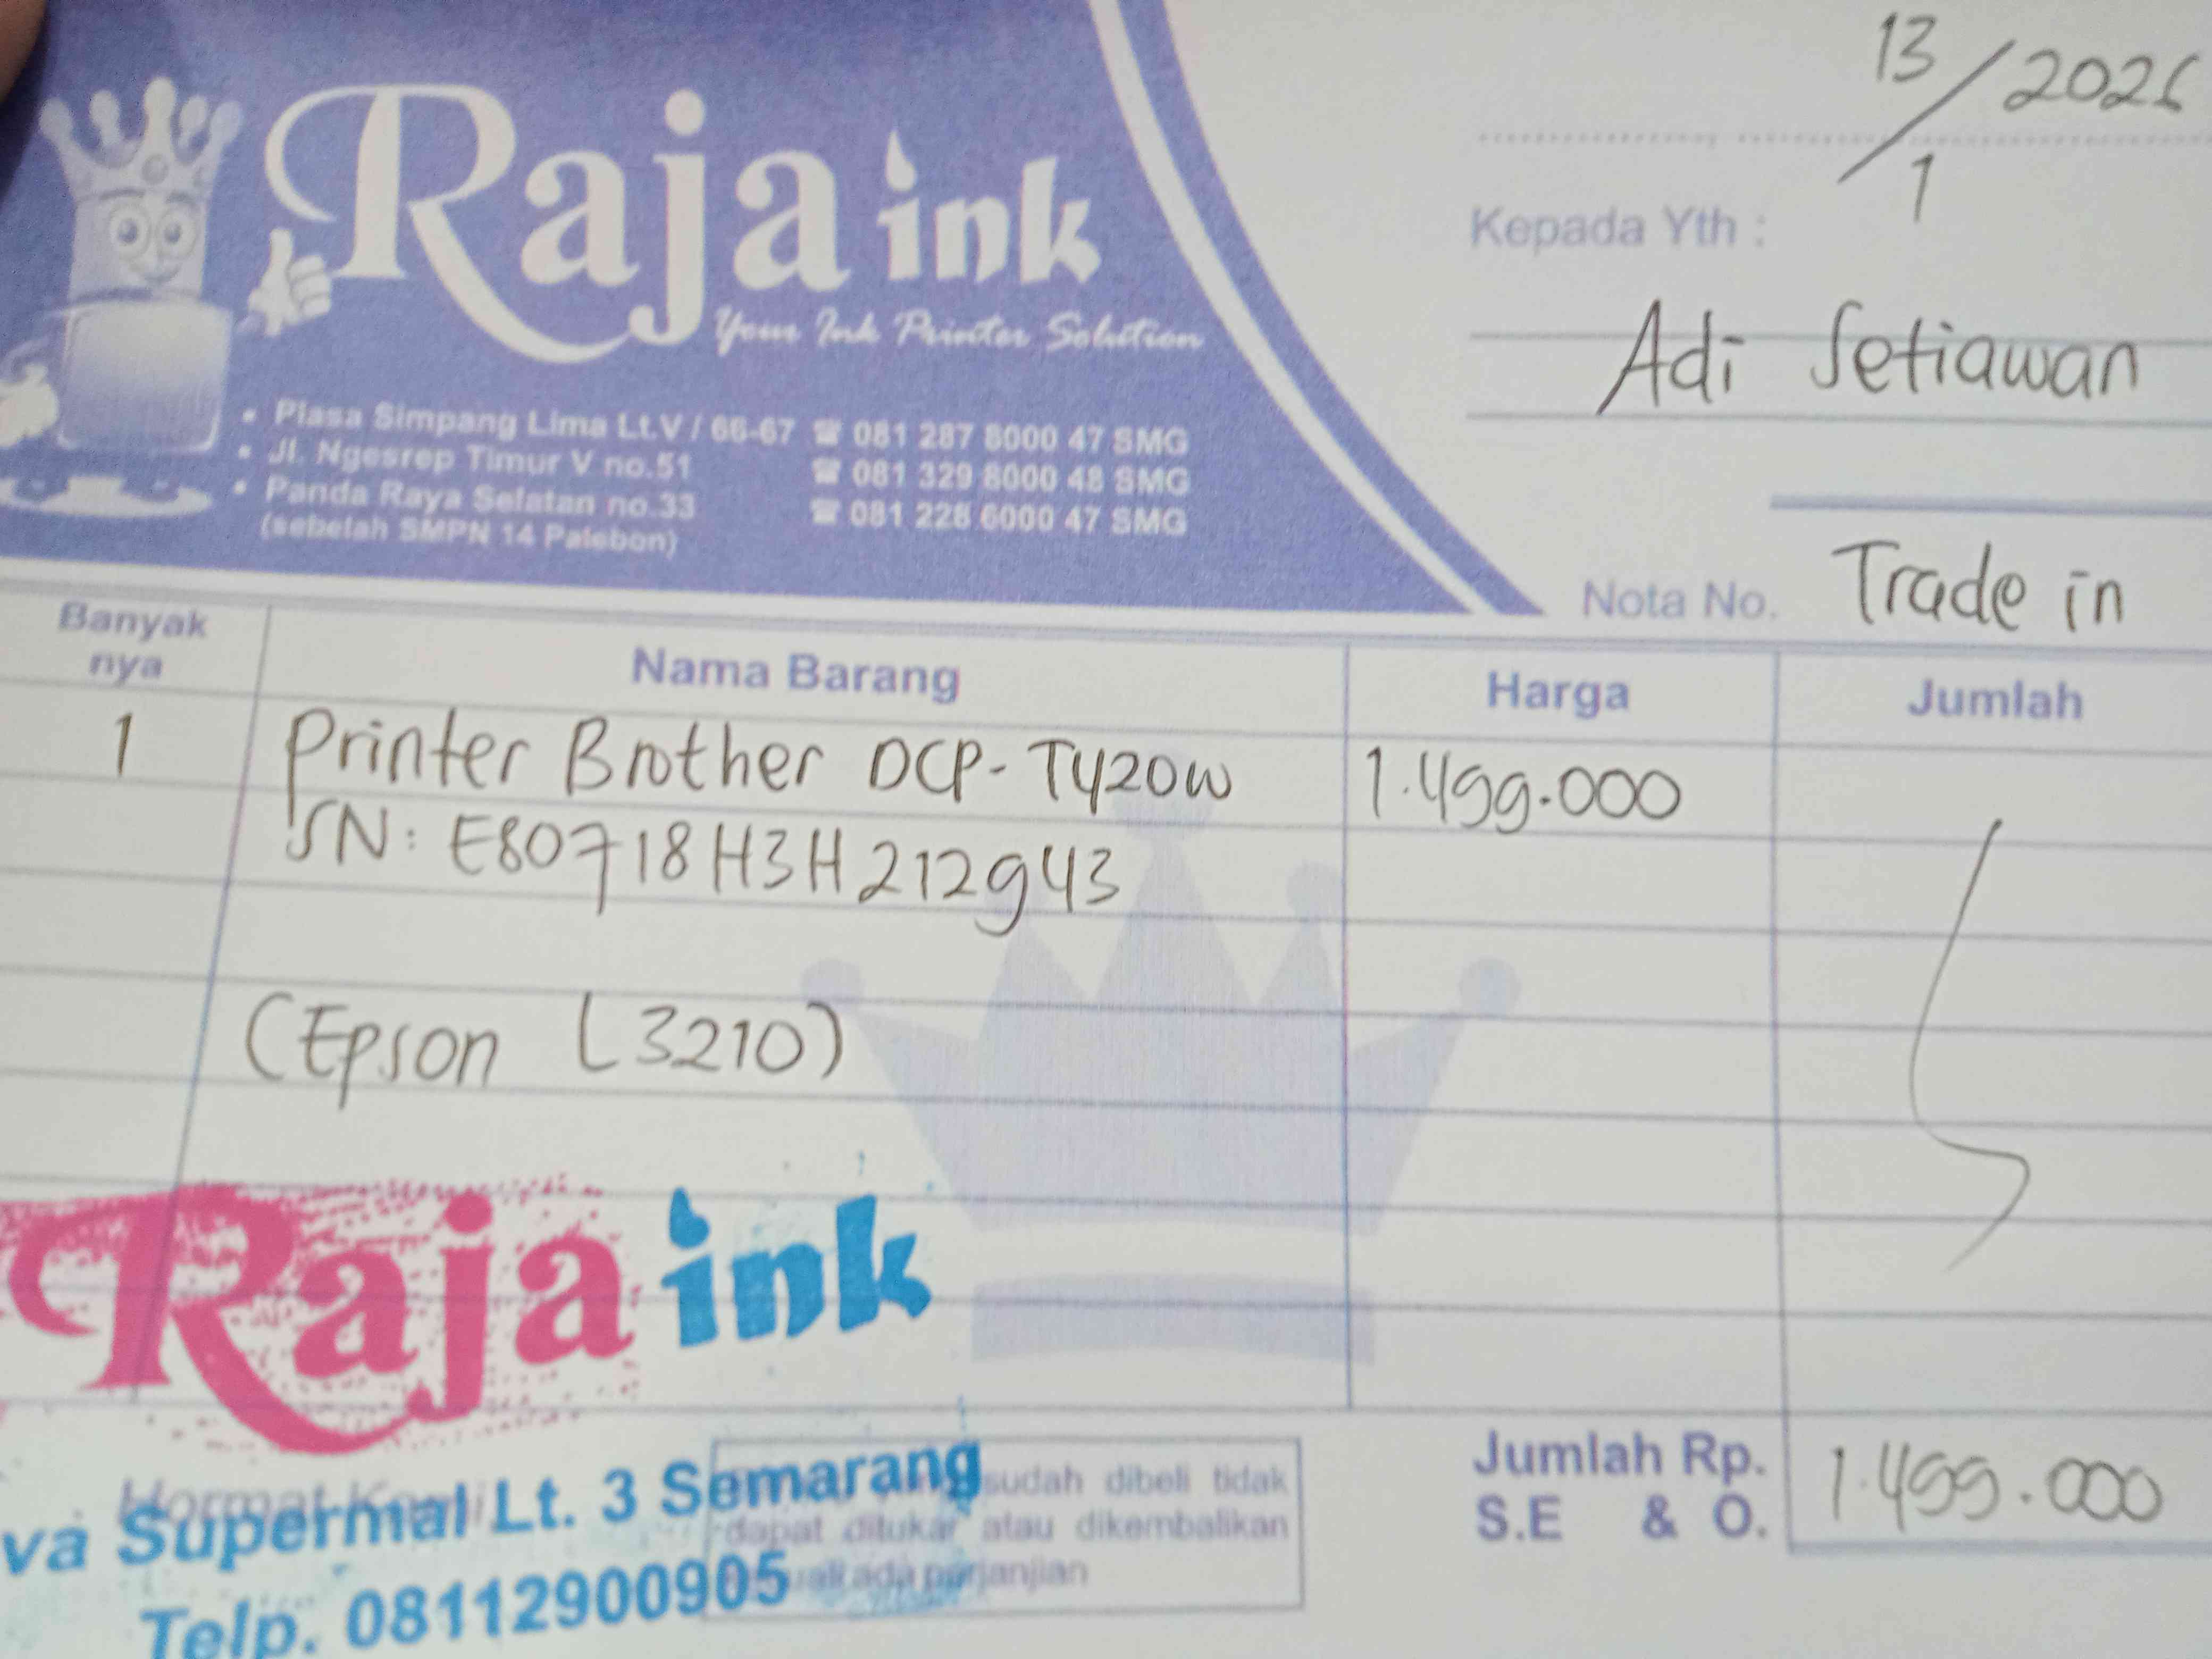 Raja ink
Your Ink Printer Solution
• Plasa Simpang Lima Lt.V / 66-67 ☎ 081 287 8000 47 SMG
• Jl. Ngesrep Timur V no.51 ☎ 081 329 8000 48 SMG
• Panda Raya Selatan no.33 ☎ 081 228 6000 47 SMG
(sebelah SMPN 14 Palebon)
13/1/2026
Kepada Yth :
Adi Setiawan
Nota No. Trade in
Banyak nya Nama Barang Harga Jumlah
1 Printer Brother DCP-T420W 1.499.000
SN: E80718H3H212943
(Epson L3210)
Raja ink
va Supermal Lt. 3 Semarang
Telp. 08112900905
Hormat
sudah dibeli tidak
dapat ditukar atau dikembalikan
ada perjanjian
Jumlah Rp. 1.499.000
S.E & O.